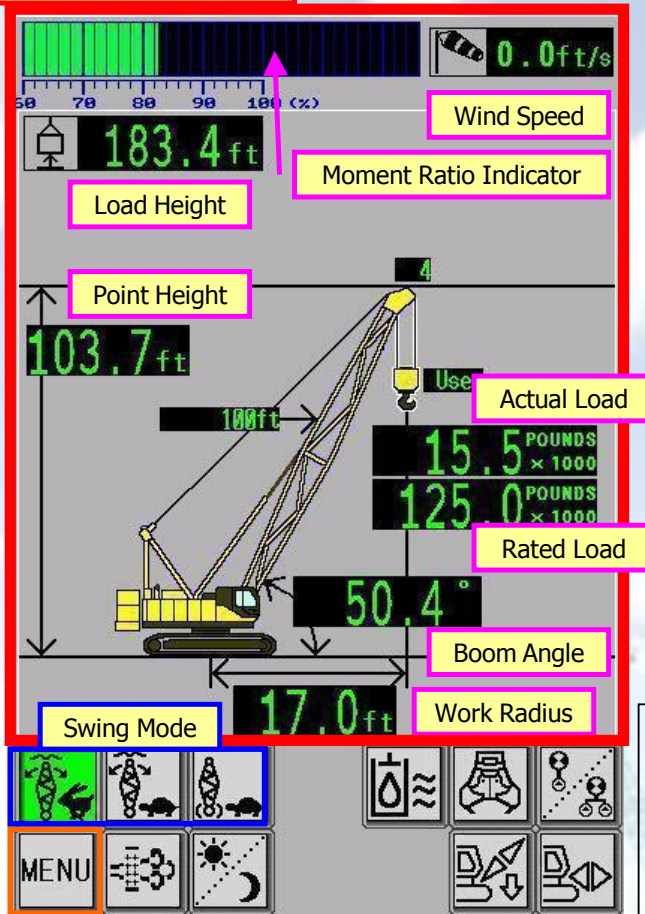 0.0ft/s
60 70 80 90 100 (%)
Wind Speed
183.4ft
Moment Ratio Indicator
Load Height
4
Point Height
103.7ft
Use
Actual Load
100ft
15.5 POUNDS × 1000
125.0 POUNDS × 1000
Rated Load
50.4°
Boom Angle
17.0ft
Work Radius
Swing Mode
MENU